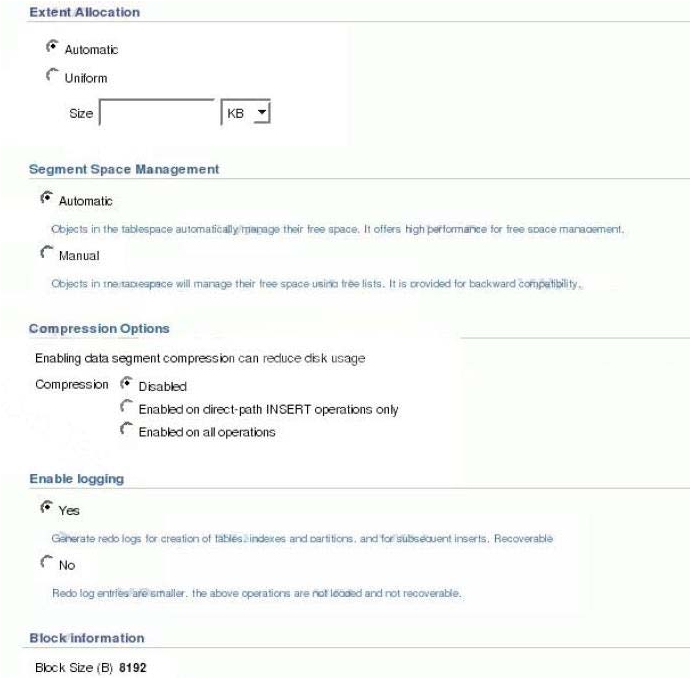 Extent Allocation
Automatic
Uniform
Size KB
Segment Space Management
Automatic
Objects in the tablespace automatically manage their free space. It offers high performance for free space management.
Manual
Objects in the tablespace will manage their free space using free lists. It is provided for backward compatibility.
Compression Options
Enabling data segment compression can reduce disk usage
Compression Disabled
Enabled on direct-path INSERT operations only
Enabled on all operations
Enable logging
Yes
Generate redo logs for creation of tables, indexes and partitions, and for subsequent inserts. Recoverable
No
Redo log entries are smaller, the above operations are not logged and not recoverable.
Block information
Block Size (B) 8192